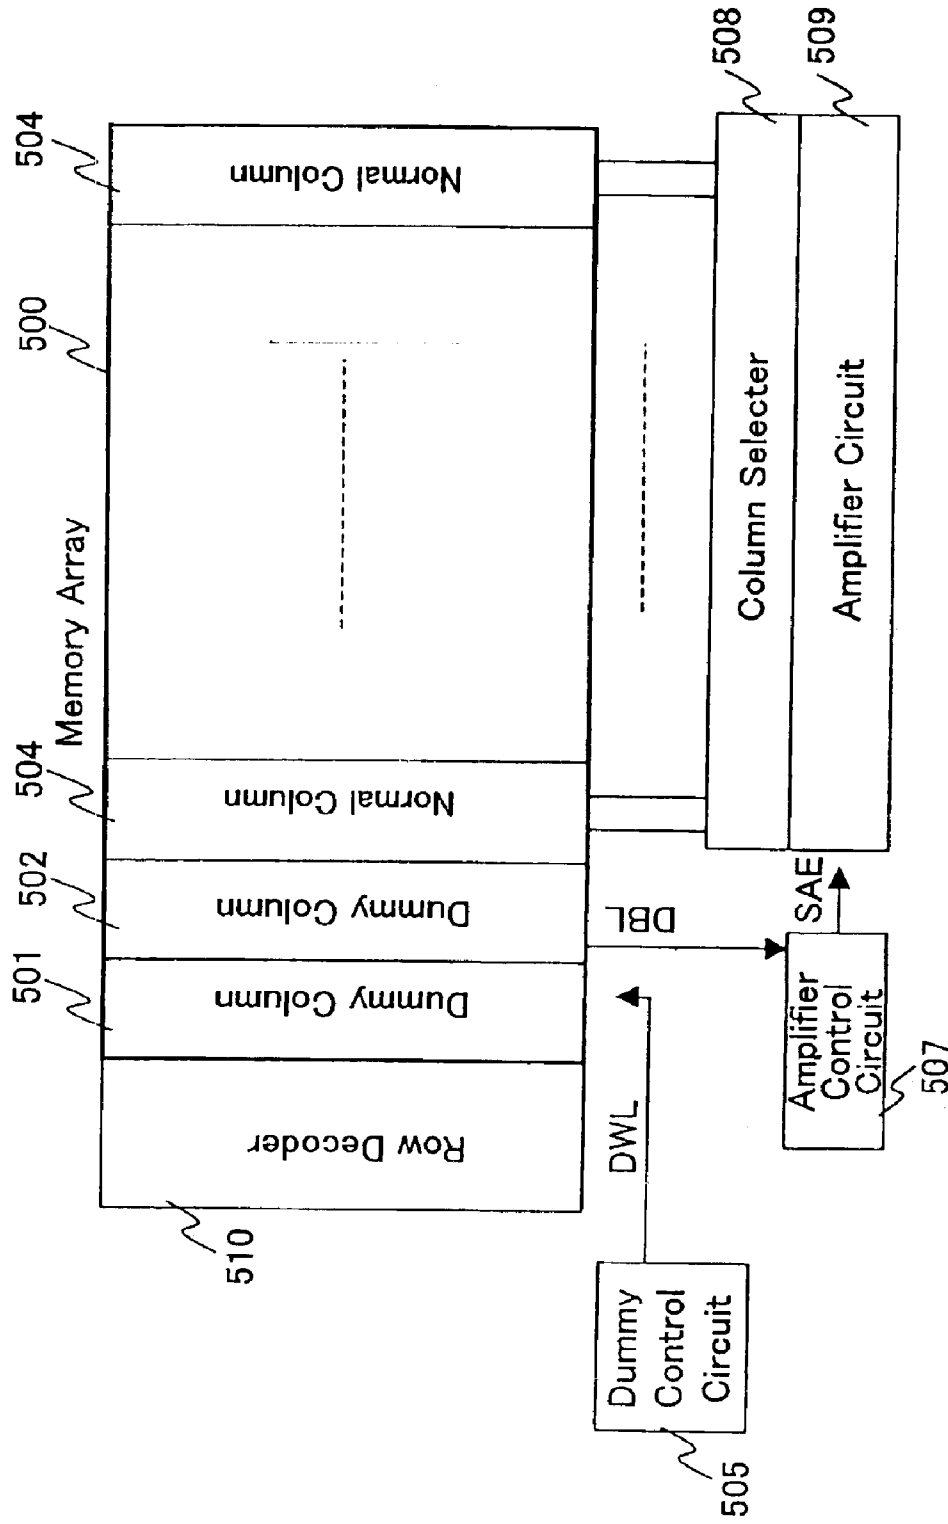 Memory Array
500
504
504
502
501
510
Row Decoder
Dummy Column
Dummy Column
Normal Column
Normal Column
DWL
DBL
Dummy
Control
Circuit
505
Amplifier
Control
Circuit
507
SAE
Column Selecter
508
Amplifier Circuit
509